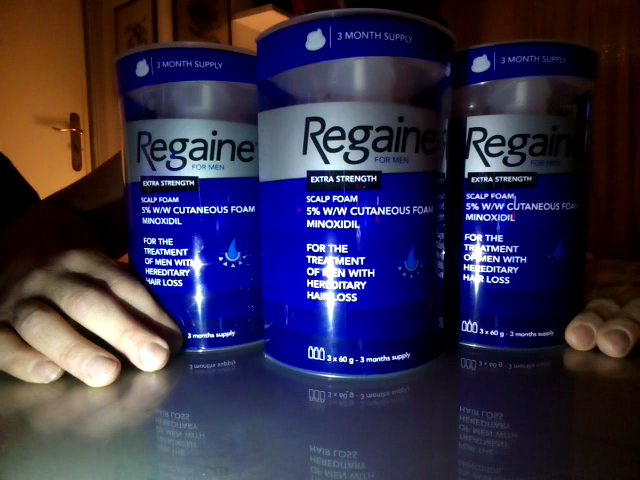 3 MONTH SUPPLY
Regaine
FOR MEN
EXTRA STRENGTH
SCALP FOAM
5% W/W CUTANEOUS FOAM
MINOXIDIL
FOR THE
TREATMENT
OF MEN WITH
HEREDITARY
HAIR LOSS
3 months supply
3 MONTH SUPPLY
Regaine
FOR MEN
EXTRA STRENGTH
SCALP FOAM
5% W/W CUTANEOUS FOAM
MINOXIDIL
FOR THE
TREATMENT
OF MEN WITH
HEREDITARY
HAIR LOSS
3 x 60 g - 3 months supply
3 MONTH SUPPLY
Regaine
FOR MEN
EXTRA STRENGTH
SCALP FOAM
5% W/W CUTANEOUS FOAM
MINOXIDIL
FOR THE
TREATMENT
OF MEN WITH
HEREDITARY
HAIR LOSS
3 x 60 g - 3 months supply